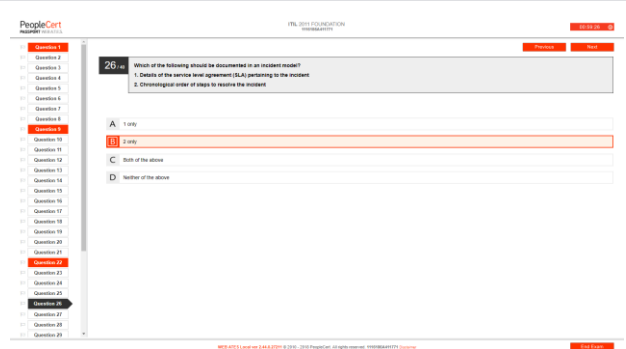 PeopleCert
ITIL 2011 FOUNDATION
Question 1
Question 2
Question 3
Question 4
Question 5
Question 6
Question 7
Question 8
Question 9
Question 10
Question 11
Question 12
Question 13
Question 14
Question 15
Question 16
Question 17
Question 18
Question 19
Question 20
Question 21
Question 22
Question 23
Question 24
Question 25
Question 26
Question 27
Question 28
Question 29
Previous
Next
26 / 40
Which of the following should be documented in an incident model?
1. Details of the service level agreement (SLA) pertaining to the incident
2. Chronological order of steps to resolve the incident
A 1 only
B 2 only
C Both of the above
D Neither of the above
End Exam